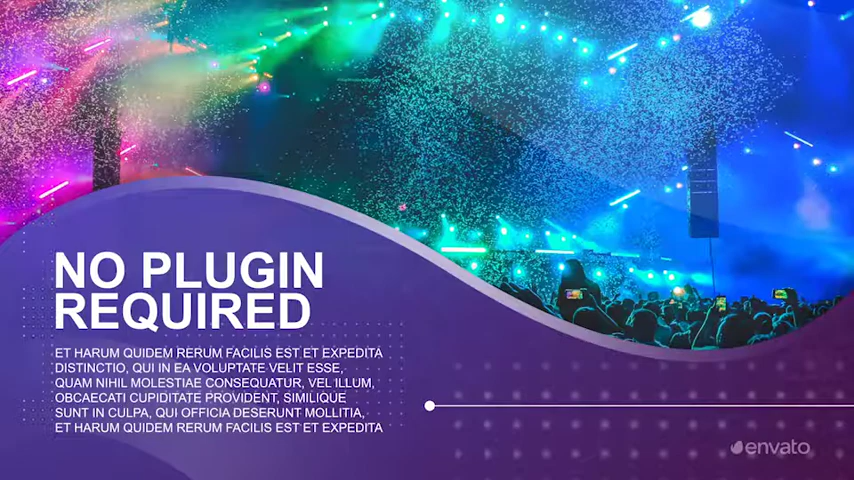 NO PLUGIN
REQUIRED
ET HARUM QUIDEM RERUM FACILIS EST ET EXPEDITA
DISTINCTIO, QUI IN EA VOLUPTATE VELIT ESSE,
QUAM NIHIL MOLESTIAE CONSEQUATUR, VEL ILLUM,
OBCAECATI CUPIDITATE PROVIDENT, SIMILIQUE
SUNT IN CULPA, QUI OFFICIA DESERUNT MOLLITIA,
ET HARUM QUIDEM RERUM FACILIS EST ET EXPEDITA
envato